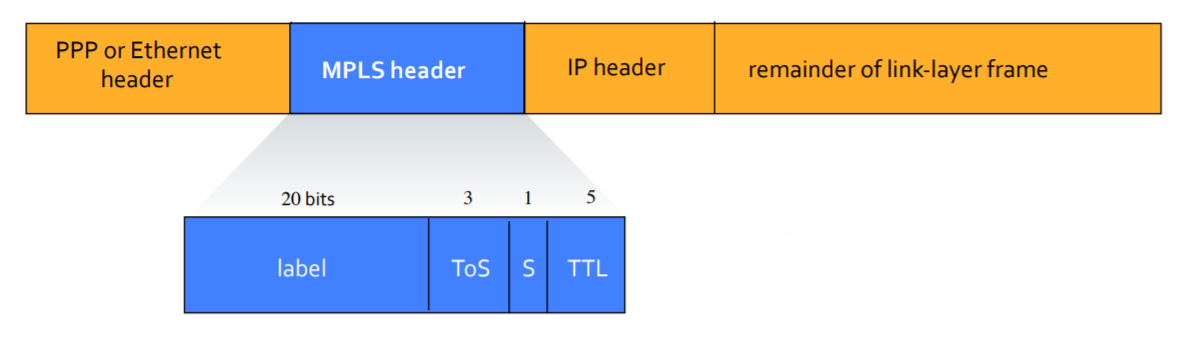 PPP or Ethernet
header
MPLS header
IP header
remainder of link-layer frame
20 bits
3
1
5
label
ToS
S
TTL